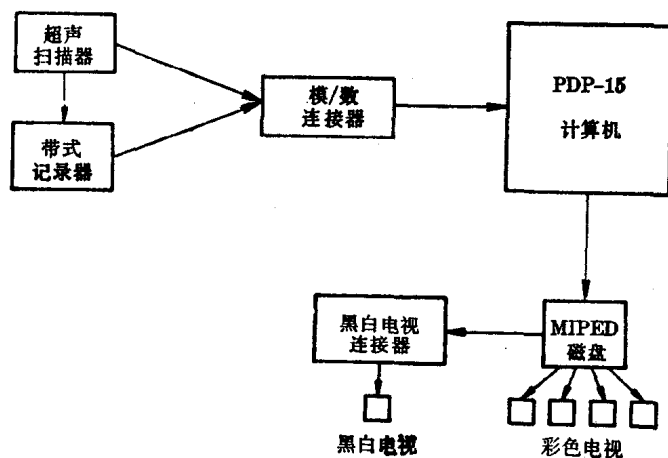 超声
扫描器
带式
记录器
模/数
连接器
PDP-15
计算机
黑白电视
连接器
MIPED
磁盘
黑白电视
彩色电视